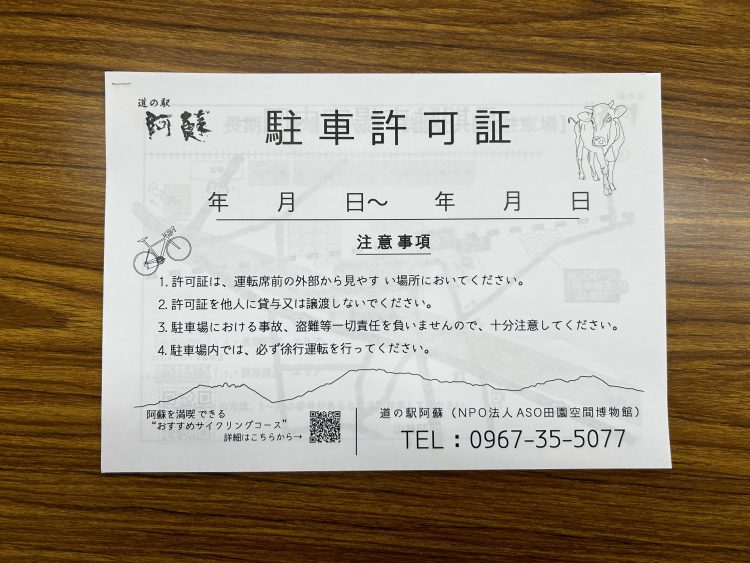 道の駅
阿蘇
駐車許可証
年 月 日～ 年 月 日
注意事項
1. 許可証は、運転席前の外部から見やす い場所においてください。
2. 許可証を他人に貸与又は譲渡しないでください。
3. 駐車場における事故、盗難等一切責任を負いませんので、十分注意してください。
4. 駐車場内では、必ず徐行運転を行ってください。
阿蘇を満喫できる
“おすすめサイクリングコース”
詳細はこちらから→
道の駅阿蘇（NPO法人ASO田園空間博物館）
TEL：0967-35-5077